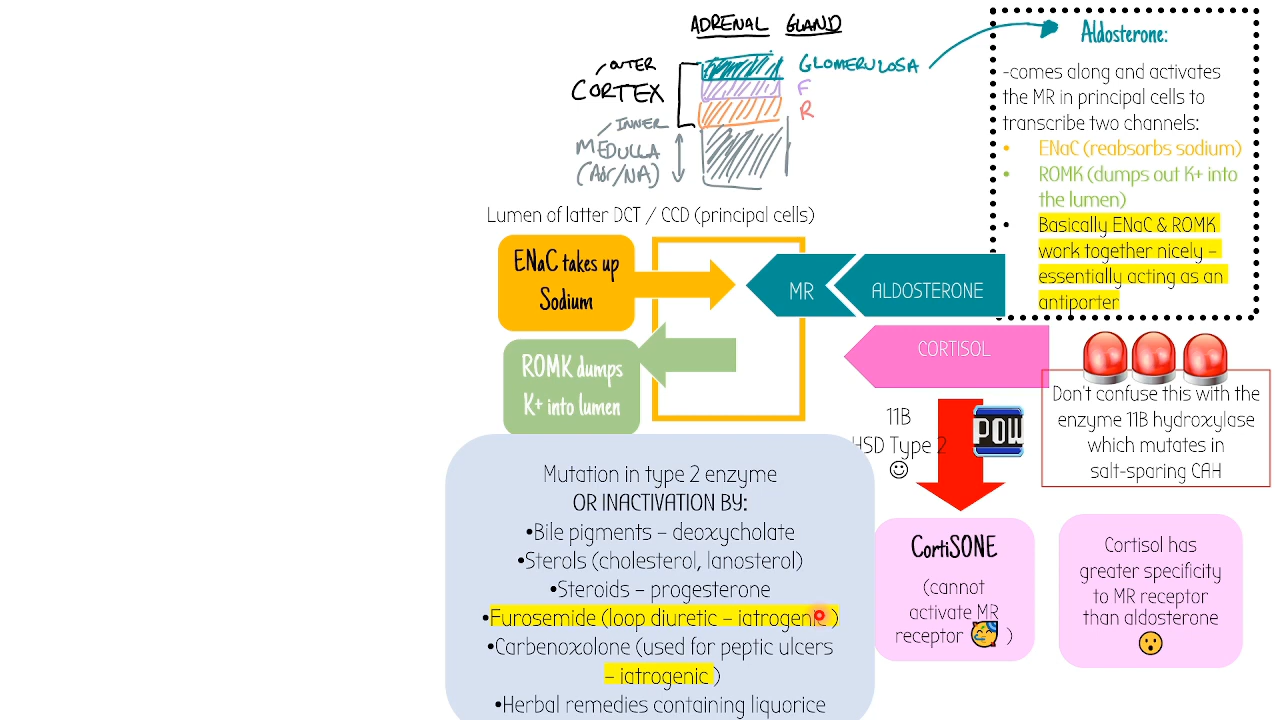 ADRENAL GLAND
OUTER
CORTEX
INNER
MEDULLA
(Adr/NA)
GLOMERULOSA
F
R
Aldosterone:
-comes along and activates
the MR in principal cells to
transcribe two channels:
• ENaC (reabsorbs sodium)
• ROMK (dumps out K+ into
the lumen)
• Basically ENaC & ROMK
work together nicely –
essentially acting as an
antiporter
Lumen of latter DCT / CCD (principal cells)
ENaC takes up
Sodium
MR
ALDOSTERONE
ROMK dumps
K+ into lumen
CORTISOL
11B
HSD Type 2
☺
POW
Don't confuse this with the
enzyme 11B hydroxylase
which mutates in
salt-sparing CAH
Mutation in type 2 enzyme
OR INACTIVATION BY:
•Bile pigments – deoxycholate
•Sterols (cholesterol, lanosterol)
•Steroids – progesterone
•Furosemide (loop diuretic – iatrogenic )
•Carbenoxolone (used for peptic ulcers
– iatrogenic )
•Herbal remedies containing liquorice
CortiSONE
(cannot
activate MR
receptor 🥳 )
Cortisol has
greater specificity
to MR receptor
than aldosterone
😮